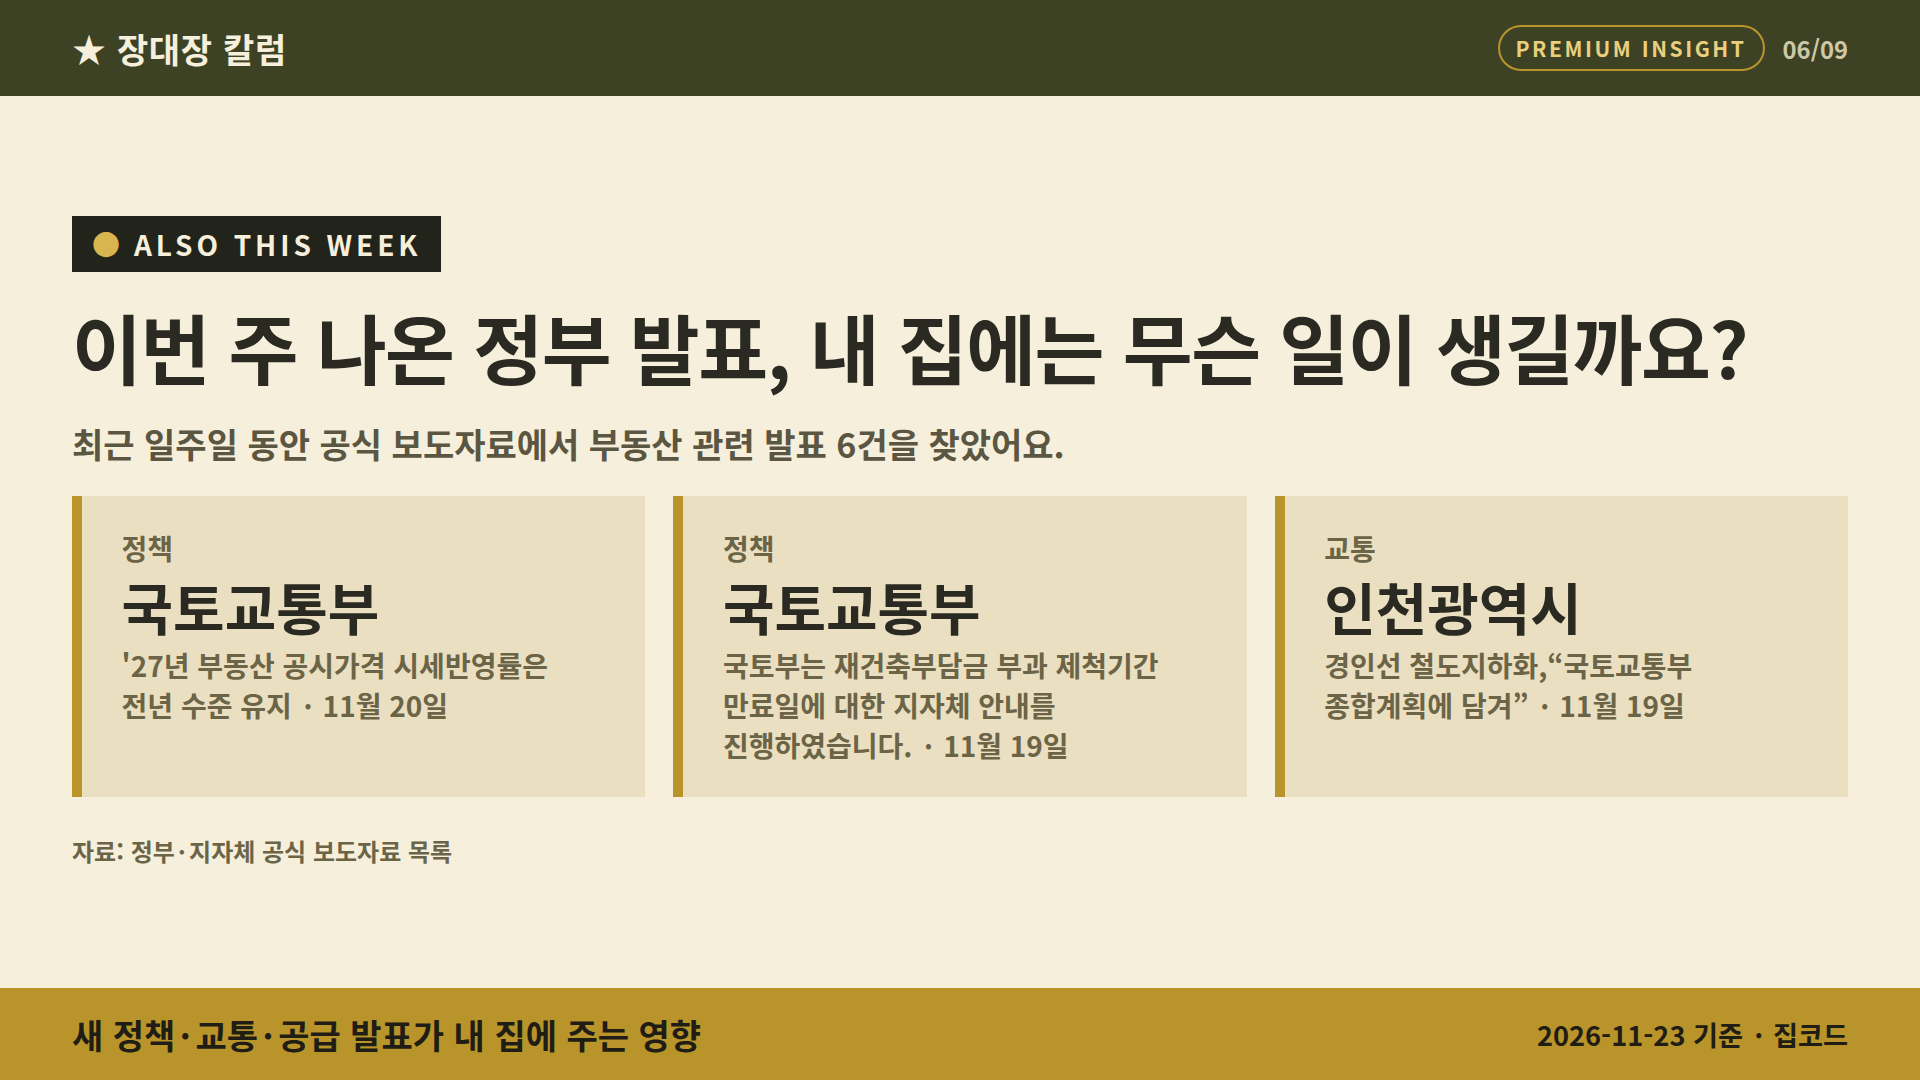 ★ 장대장 칼럼
PREMIUM INSIGHT
06/09
ALSO THIS WEEK
이번 주 나온 정부 발표, 내 집에는 무슨 일이 생길까요?
최근 일주일 동안 공식 보도자료에서 부동산 관련 발표 6건을 찾았어요.
정책
국토교통부
'27년 부동산 공시가격 시세반영률은
전년 수준 유지 · 11월 20일
정책
국토교통부
국토부는 재건축부담금 부과 제척기간
만료일에 대한 지자체 안내를
진행하였습니다. · 11월 19일
교통
인천광역시
경인선 철도지하화,“국토교통부
종합계획에 담겨” · 11월 19일
자료: 정부·지자체 공식 보도자료 목록
새 정책·교통·공급 발표가 내 집에 주는 영향
2026-11-23 기준 · 집코드